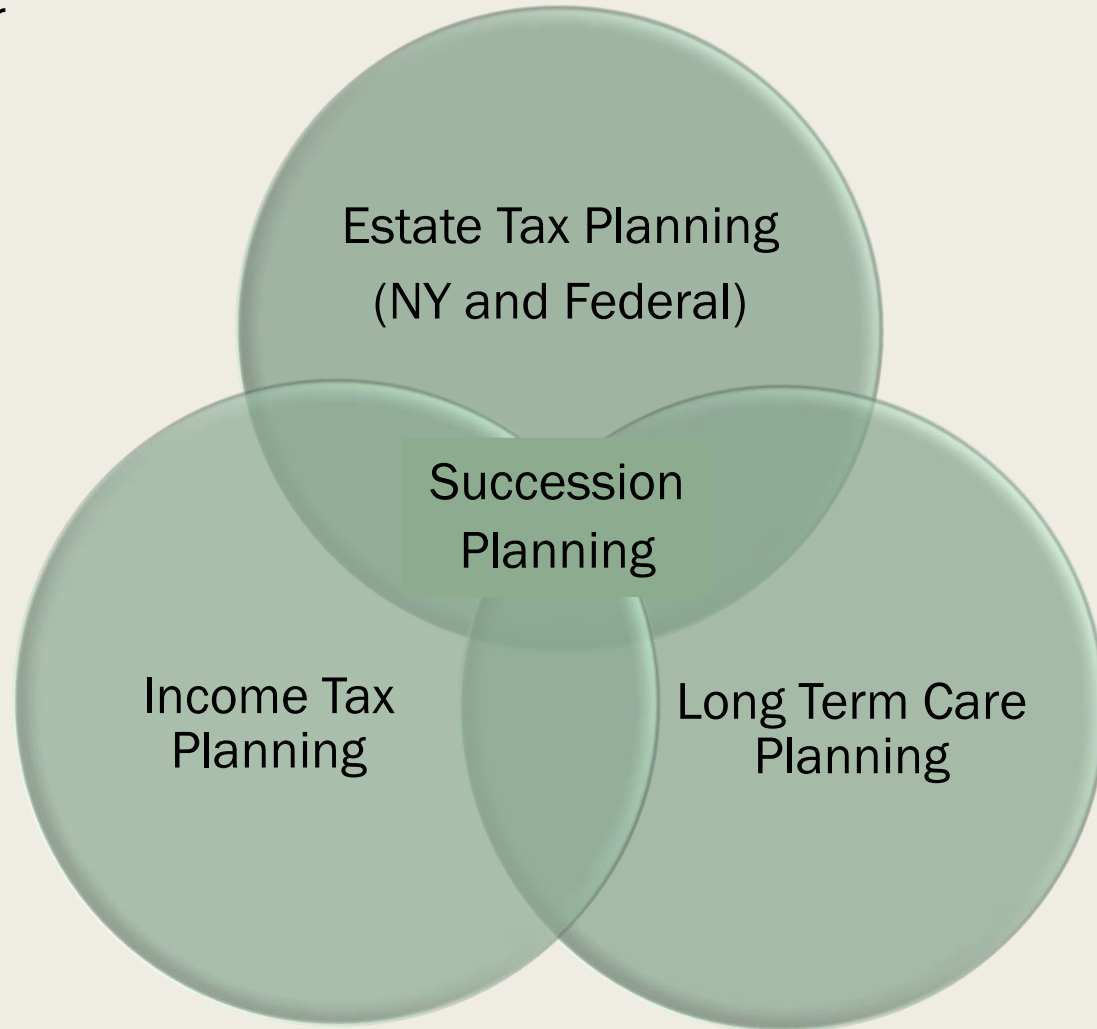 Estate Tax Planning
(NY and Federal)
Succession
Planning
Income Tax
Planning
Long Term Care
Planning